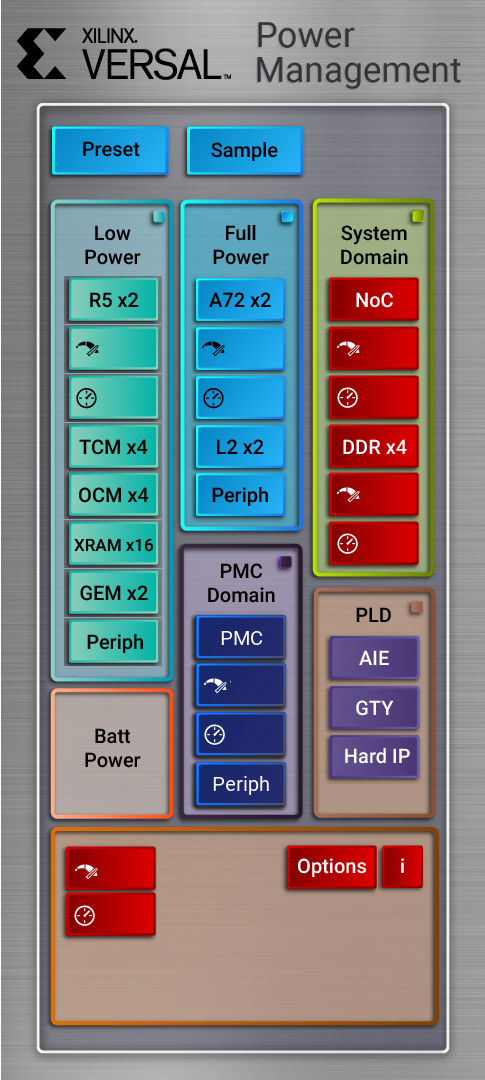 XILINX.
VERSAL™
Power
Management
Preset
Sample
Low
Power
R5 x2
TCM x4
OCM x4
XRAM x16
GEM x2
Periph
Full
Power
A72 x2
L2 x2
Periph
System
Domain
NoC
DDR x4
PMC
Domain
PMC
Periph
PLD
AIE
GTY
Hard IP
Batt
Power
Options
i